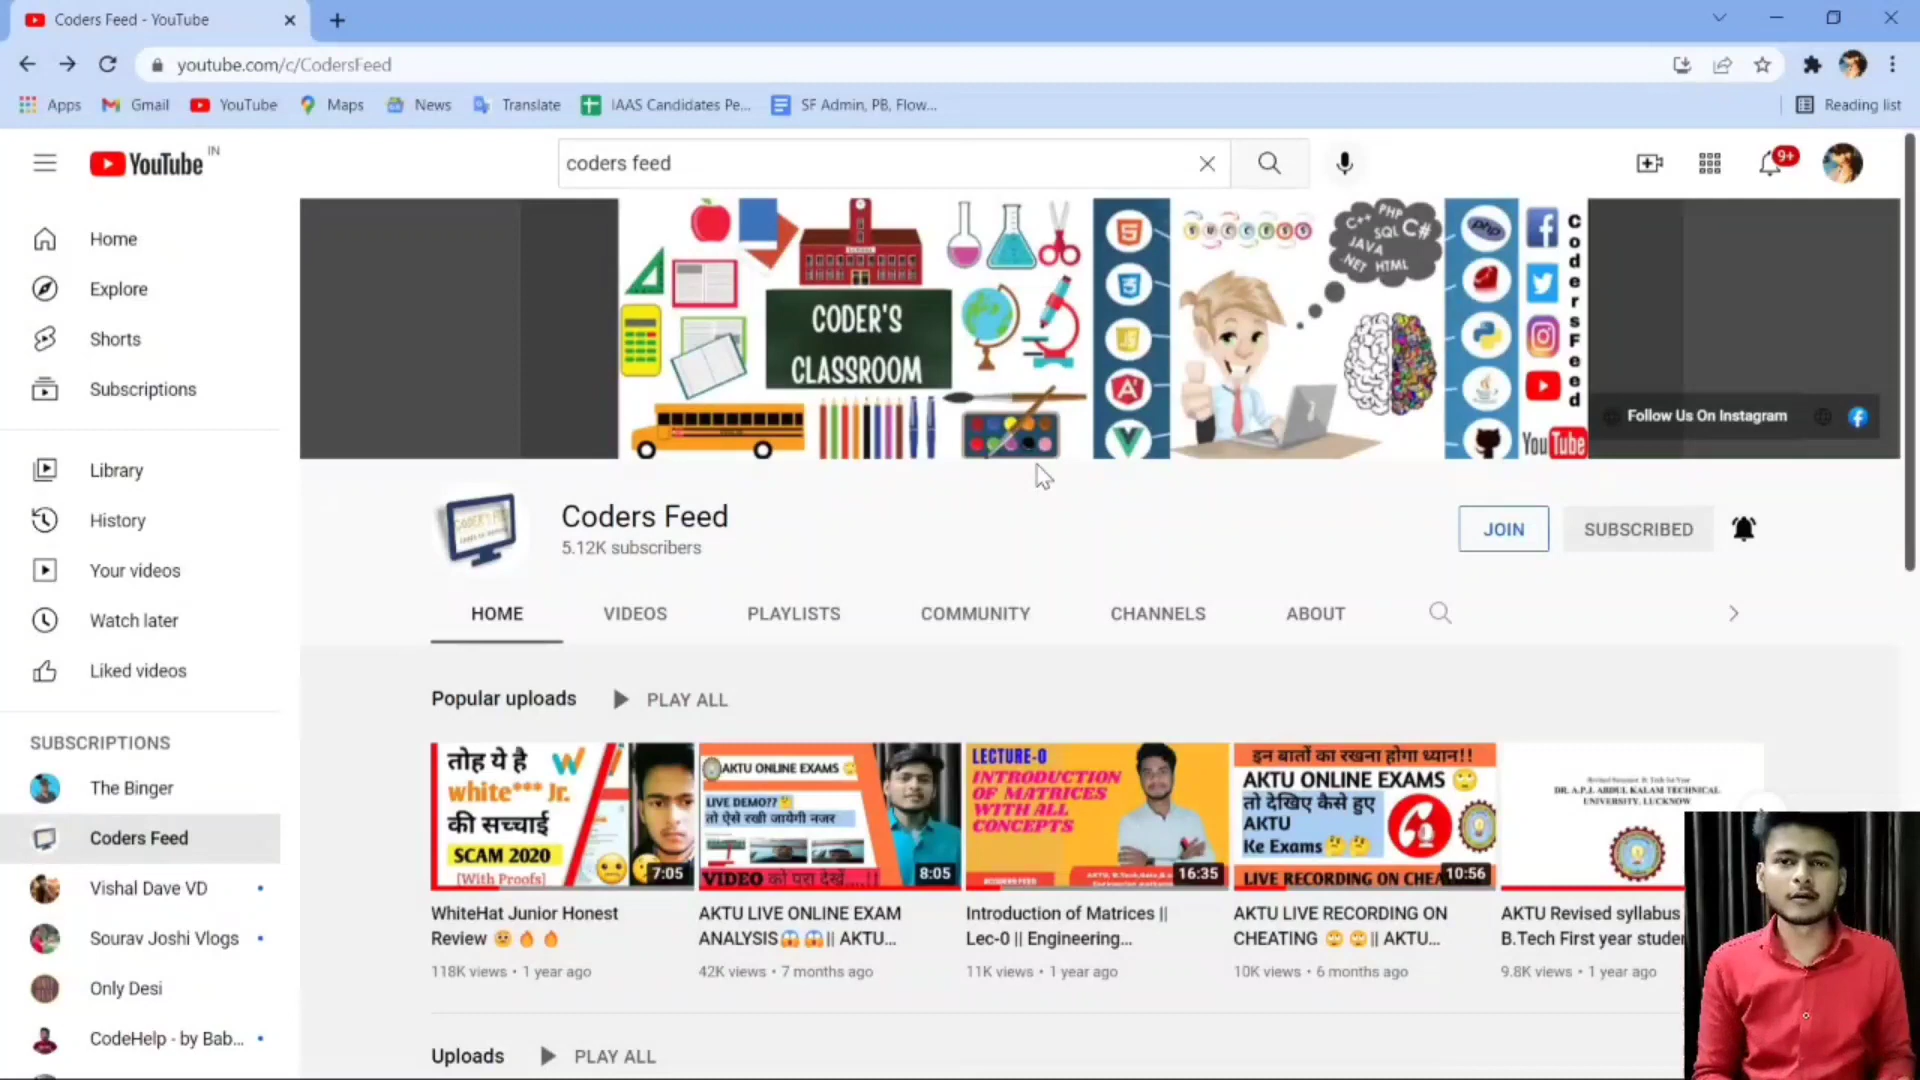 Coders Feed - YouTube
youtube.com/c/CodersFeed
Apps
Gmail
YouTube
Maps
News
Translate
IAAS Candidates Pe...
SF Admin, PB, Flow...
Reading list
YouTube IN
coders feed
9+
Home
Explore
Shorts
Subscriptions
Library
History
Your videos
Watch later
Liked videos
SUBSCRIPTIONS
The Binger
Coders Feed
Vishal Dave VD
Sourav Joshi Vlogs
Only Desi
CodeHelp - by Bab...
CODER'S
CLASSROOM
SUCCESS
C++ PHP
SQL C#
JAVA
.NET HTML
php
JS
CodersFeed
YouTube
Follow Us On Instagram
Coders Feed
5.12K subscribers
JOIN
SUBSCRIBED
HOME
VIDEOS
PLAYLISTS
COMMUNITY
CHANNELS
ABOUT
Popular uploads
PLAY ALL
तोह ये है
white*** Jr.
की सच्चाई
SCAM 2020
[With Proofs]
7:05
WhiteHat Junior Honest
Review
118K views • 1 year ago
AKTU ONLINE EXAMS
LIVE DEMO??
तो ऐसे रखी जायेगी नजर
VIDEO को पूरा देखें....!!
8:05
AKTU LIVE ONLINE EXAM
ANALYSIS😱😱|| AKTU...
42K views • 7 months ago
LECTURE-0
INTRODUCTION
OF MATRICES
WITH ALL
CONCEPTS
16:35
Introduction of Matrices ||
Lec-0 || Engineering...
11K views • 1 year ago
इन बातों का रखना होगा ध्यान!!
AKTU ONLINE EXAMS
तो देखिए कैसे हुए
AKTU
Ke Exams
LIVE RECORDING ON CHEA
10:56
AKTU LIVE RECORDING ON
CHEATING 🙄🙄|| AKTU...
10K views • 6 months ago
DR. A.P.J. ABDUL KALAM TECHNICAL
UNIVERSITY, LUCKNOW
AKTU Revised syllabus
B.Tech First year studen
9.8K views • 1 year ago
Uploads
PLAY ALL